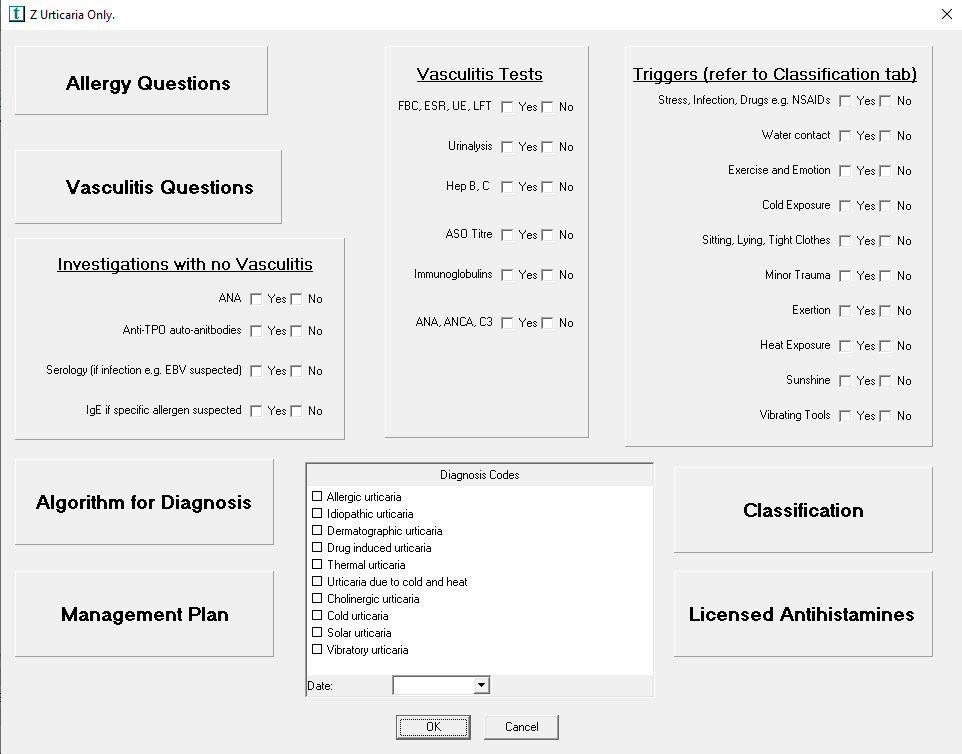 Z Urticaria Only.
Allergy Questions
Vasculitis Questions
Investigations with no Vasculitis
ANA Yes No
Anti-TPO auto-anitbodies Yes No
Serology (if infection e.g. EBV suspected) Yes No
IgE if specific allergen suspected Yes No
Vasculitis Tests
FBC, ESR, UE, LFT Yes No
Urinalysis Yes No
Hep B, C Yes No
ASO Titre Yes No
Immunoglobulins Yes No
ANA, ANCA, C3 Yes No
Triggers (refer to Classification tab)
Stress, Infection, Drugs e.g. NSAIDs Yes No
Water contact Yes No
Exercise and Emotion Yes No
Cold Exposure Yes No
Sitting, Lying, Tight Clothes Yes No
Minor Trauma Yes No
Exertion Yes No
Heat Exposure Yes No
Sunshine Yes No
Vibrating Tools Yes No
Algorithm for Diagnosis
Management Plan
Diagnosis Codes
Allergic urticaria
Idiopathic urticaria
Dermatographic urticaria
Drug induced urticaria
Thermal urticaria
Urticaria due to cold and heat
Cholinergic urticaria
Cold urticaria
Solar urticaria
Vibratory urticaria
Date:
Classification
Licensed Antihistamines
OK
Cancel